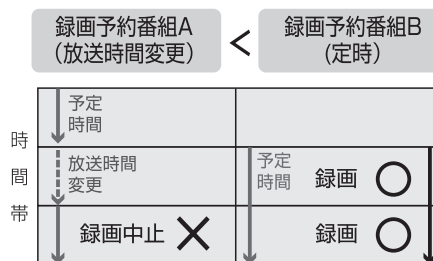 録画予約番組A
(放送時間変更)
<
録画予約番組B
(定時)
時間帯
予定
時間
放送時間
変更
予定
時間
録画 ○
録画中止 ×
録画 ○